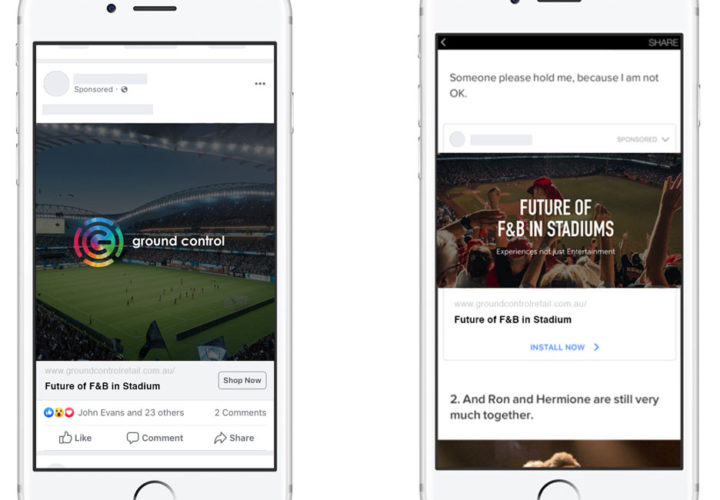 Sponsored ·
ground control
www.groundcontrolretail.com.au/
Future of F&B in Stadium
Shop Now
John Evans and 23 others
2 Comments
Like
Comment
Share
SHARE
Someone please hold me, because I am not
OK.
SPONSORED
FUTURE OF
F&B IN STADIUMS
Experiences not just Entertainment
www.groundcontrolretail.com.au/
Future of F&B in Stadium
INSTALL NOW
2. And Ron and Hermione are still very
much together.